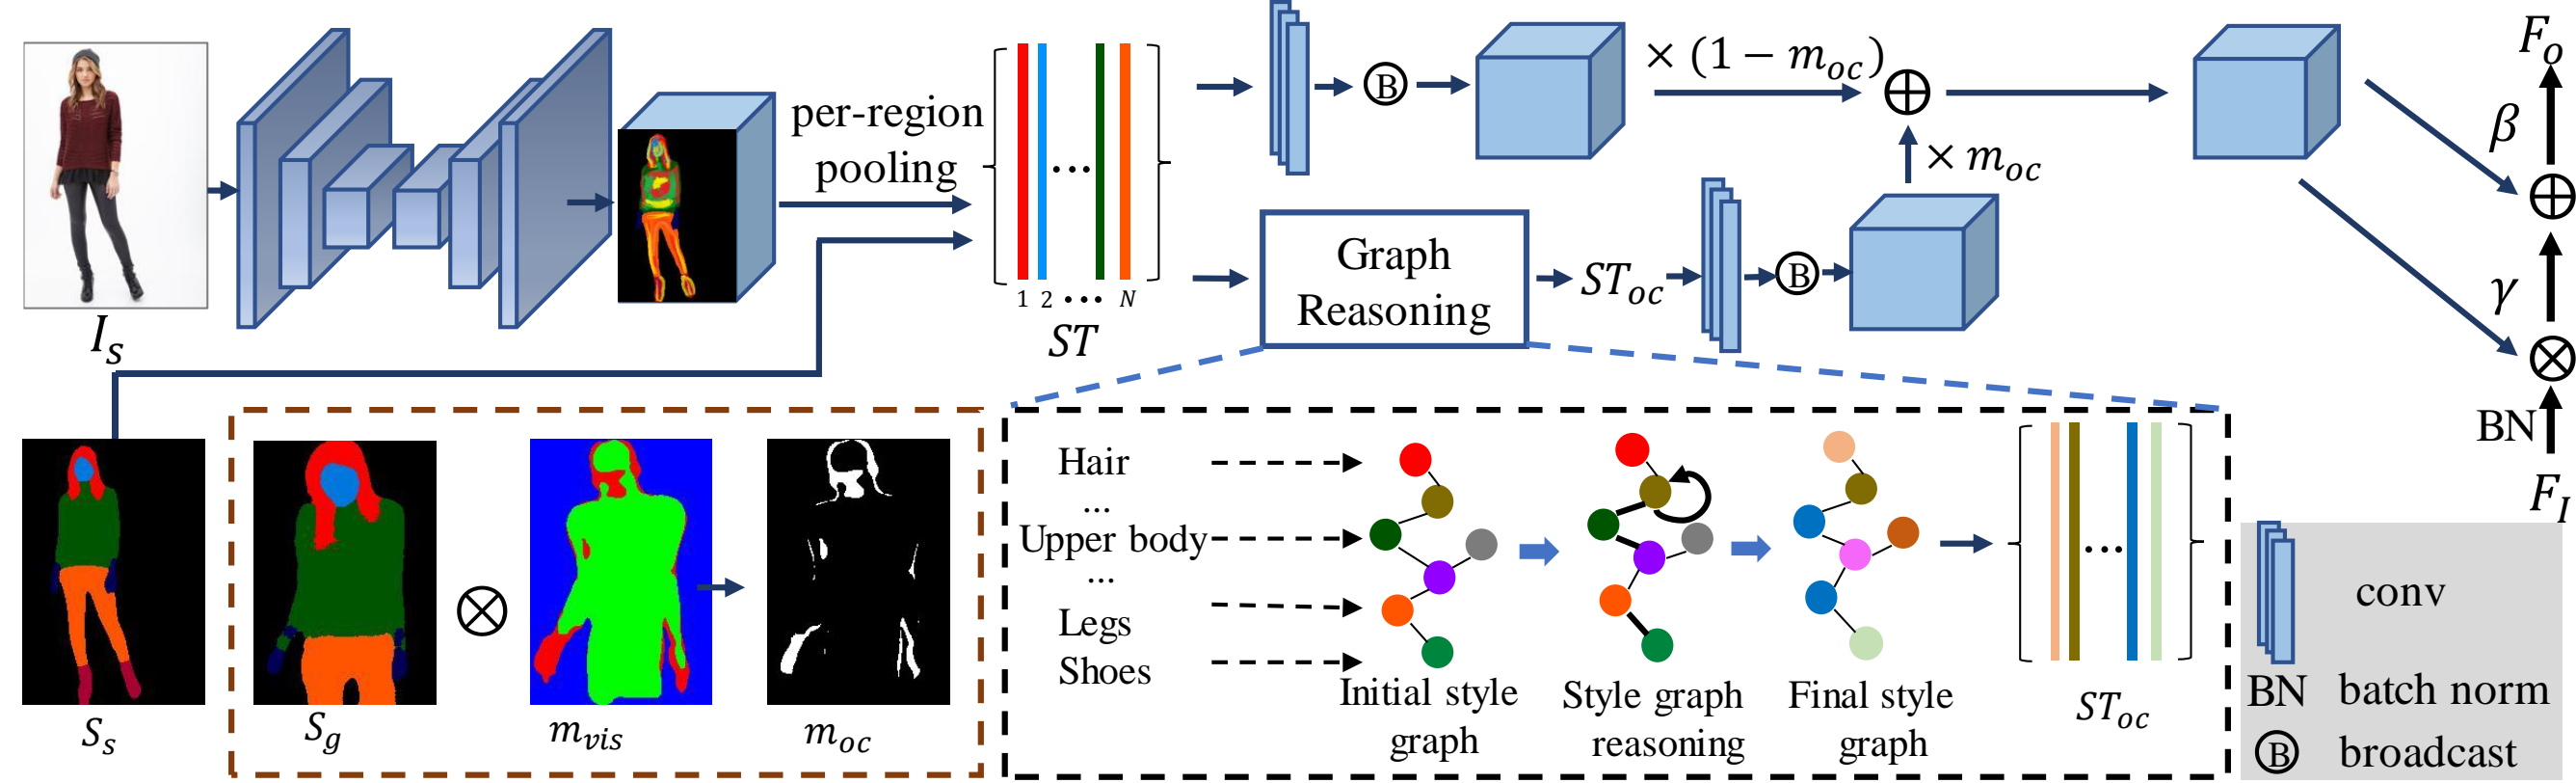 I_s
per-region
pooling
1 2 ... N
ST
B
× (1 − m_oc)
× m_oc
Graph
Reasoning
ST_oc
B
F_o
β
γ
BN
F_I
S_s
S_g
m_vis
m_oc
Hair
...
Upper body
...
Legs
Shoes
Initial style
graph
Style graph
reasoning
Final style
graph
...
ST_oc
conv
BN batch norm
B broadcast